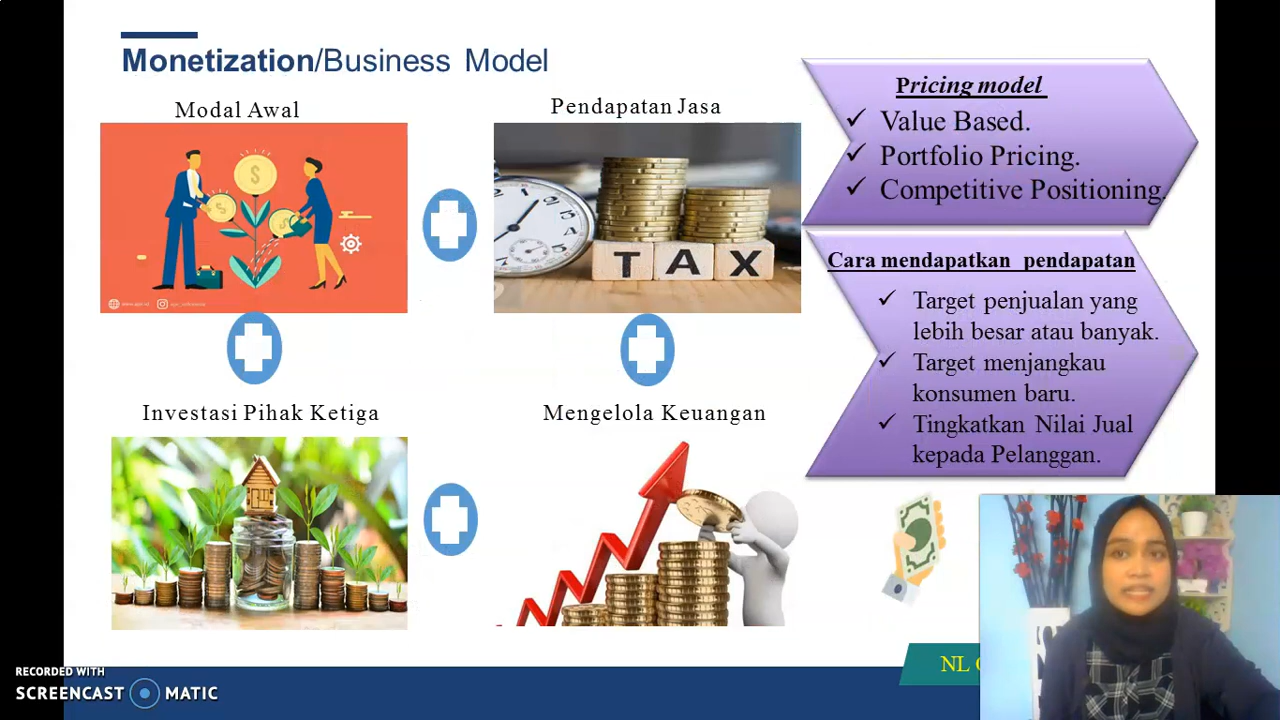 Monetization/Business Model
Modal Awal
Pendapatan Jasa
TAX
Investasi Pihak Ketiga
Mengelola Keuangan
Pricing model
✓ Value Based.
✓ Portfolio Pricing.
✓ Competitive Positioning.
Cara mendapatkan pendapatan
✓ Target penjualan yang
lebih besar atau banyak.
✓ Target menjangkau
konsumen baru.
✓ Tingkatkan Nilai Jual
kepada Pelanggan.
NL
RECORDED WITH
SCREENCAST MATIC